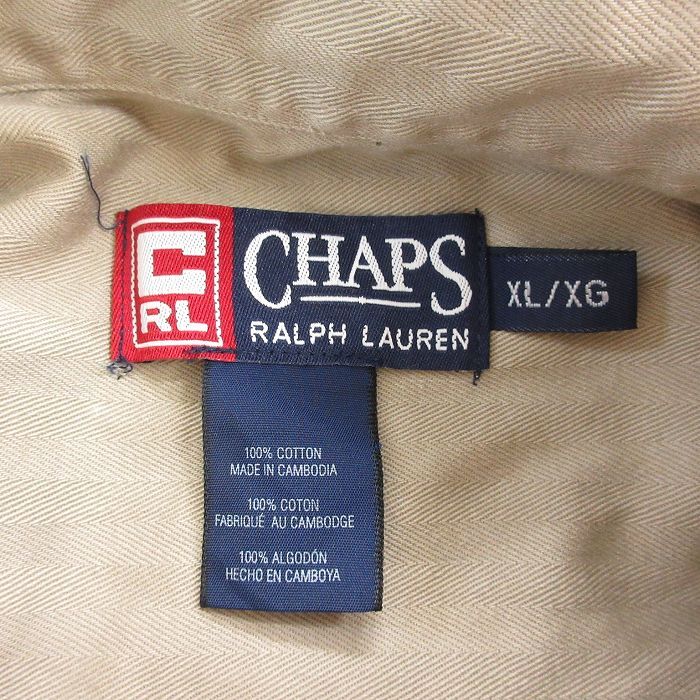 C
RL
CHAPS
RALPH LAUREN
XL/XG
100% COTTON
MADE IN CAMBODIA
100% COTON
FABRIQUÉ AU CAMBODGE
100% ALGODÓN
HECHO EN CAMBOYA